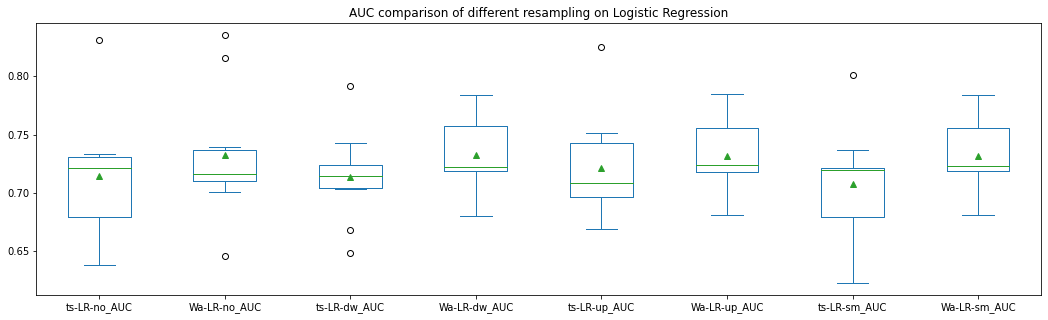 AUC comparison of different resampling on Logistic Regression
0.80
0.75
0.70
0.65
ts-LR-no_AUC Wa-LR-no_AUC ts-LR-dw_AUC Wa-LR-dw_AUC ts-LR-up_AUC Wa-LR-up_AUC ts-LR-sm_AUC Wa-LR-sm_AUC